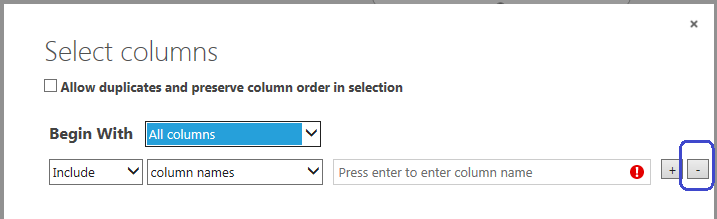 ×
Select columns
Allow duplicates and preserve column order in selection
Begin With All columns
Include column names Press enter to enter column name ! + -